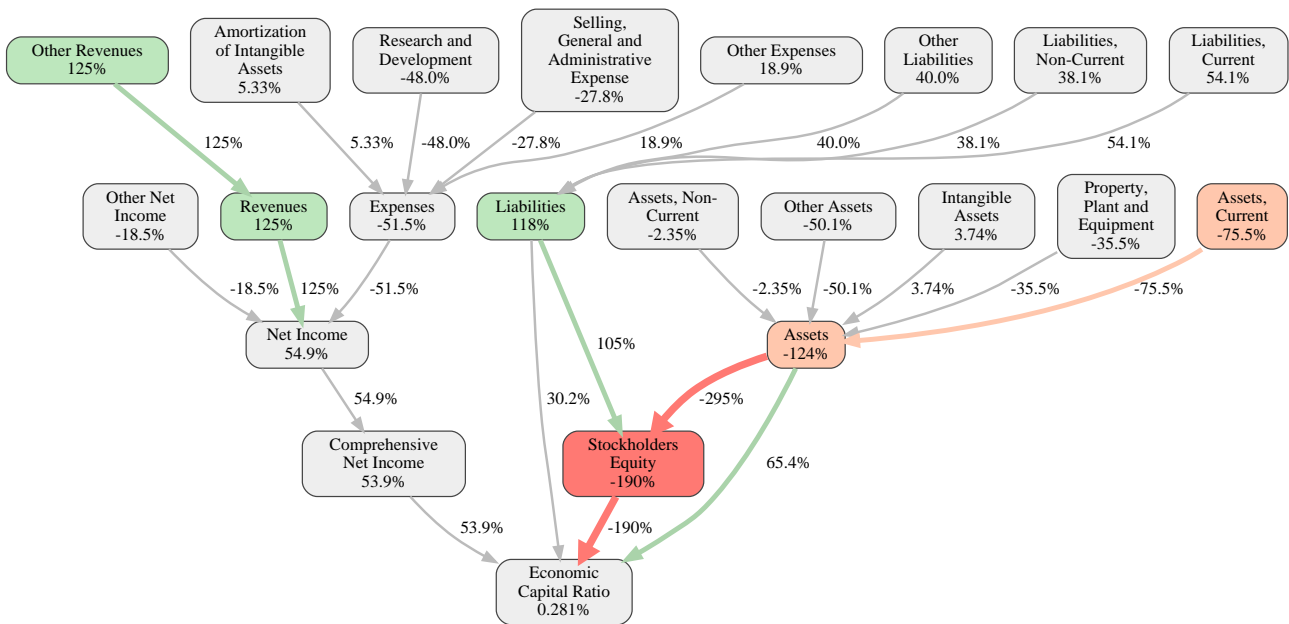 Other Revenues
125%
Amortization
of Intangible
Assets
5.33%
Research and
Development
-48.0%
Selling,
General and
Administrative
Expense
-27.8%
Other Expenses
18.9%
Other
Liabilities
40.0%
Liabilities,
Non-Current
38.1%
Liabilities,
Current
54.1%
125%
5.33%
-48.0%
-27.8%
18.9%
40.0%
38.1%
54.1%
Other Net
Income
-18.5%
Revenues
125%
Expenses
-51.5%
Liabilities
118%
Assets, Non-
Current
-2.35%
Other Assets
-50.1%
Intangible
Assets
3.74%
Property,
Plant and
Equipment
-35.5%
Assets,
Current
-75.5%
-18.5%
125%
-51.5%
105%
-2.35%
-50.1%
3.74%
-35.5%
-75.5%
Net Income
54.9%
Assets
-124%
54.9%
30.2%
-295%
65.4%
Comprehensive
Net Income
53.9%
Stockholders
Equity
-190%
53.9%
-190%
Economic
Capital Ratio
0.281%